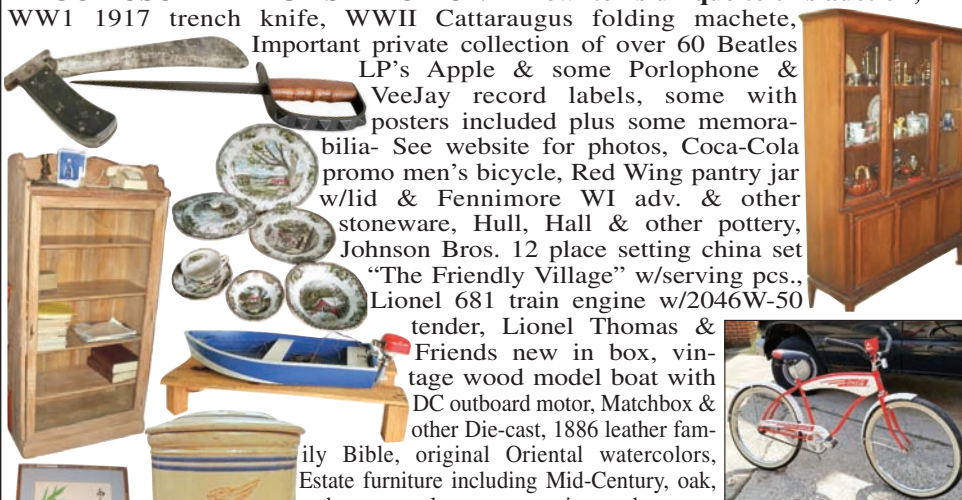 WW1 1917 trench knife, WWII Cattaraugus folding machete,
Important private collection of over 60 Beatles
LP's Apple & some Porlophone &
VeeJay record labels, some with
posters included plus some memora-
bilia- See website for photos, Coca-Cola
promo men's bicycle, Red Wing pantry jar
w/lid & Fennimore WI adv. & other
stoneware, Hull, Hall & other pottery,
Johnson Bros. 12 place setting china set
“The Friendly Village” w/serving pcs.,
Lionel 681 train engine w/2046W-50
tender, Lionel Thomas &
Friends new in box, vin-
tage wood model boat with
DC outboard motor, Matchbox &
other Die-cast, 1886 leather fam-
ily Bible, original Oriental watercolors,
Estate furniture including Mid-Century, oak,